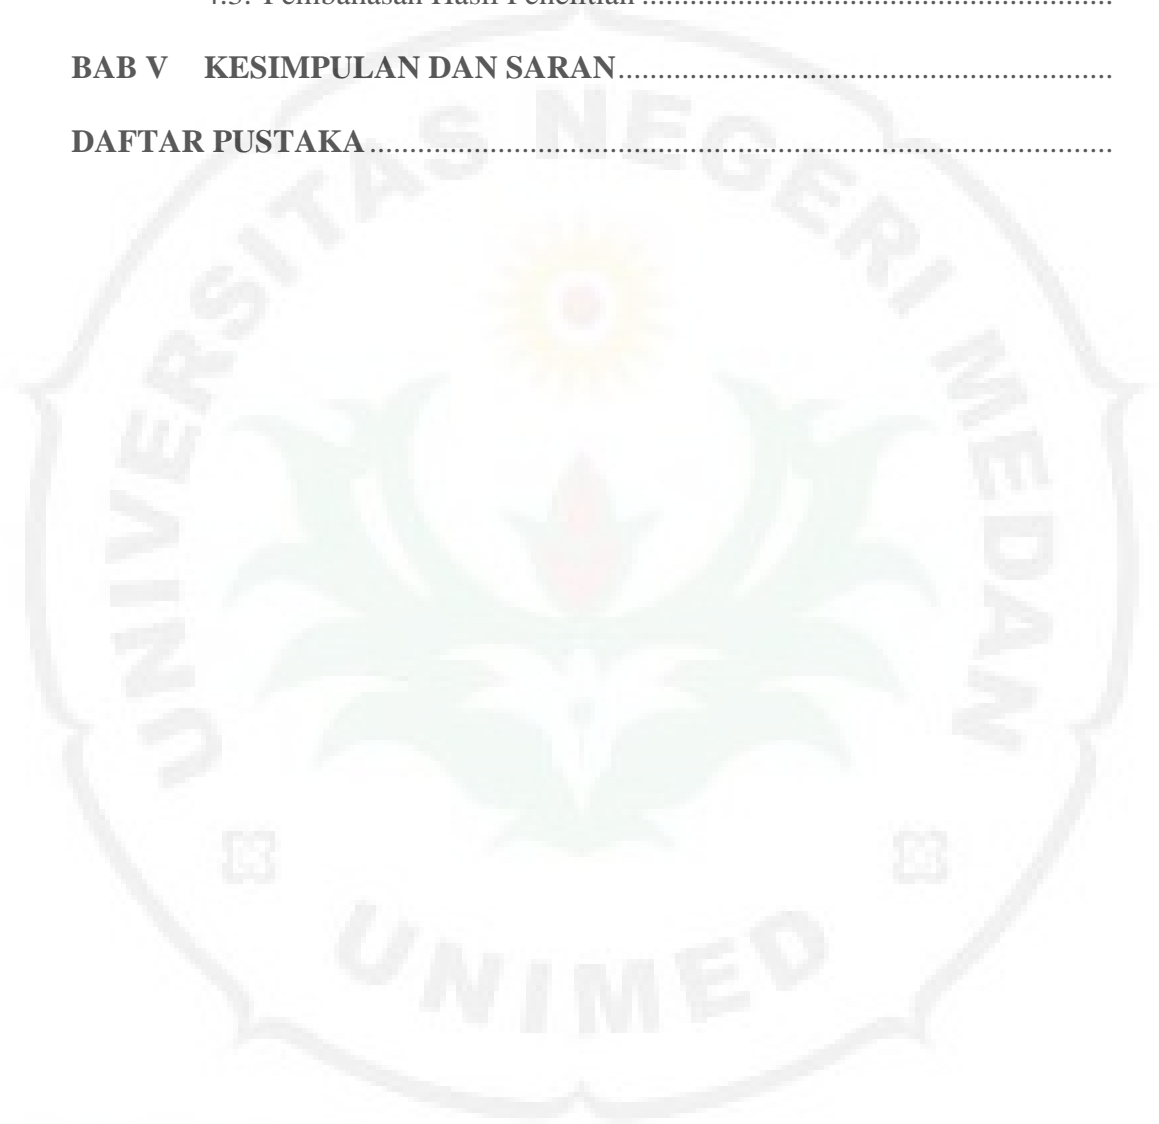 4.3. Pembahasan Hasil Penelitian ...........................................................
BAB V KESIMPULAN DAN SARAN..........................................................
DAFTAR PUSTAKA .............................................................................................
UNIVERSITAS NEGERI MEDAN
UNIMED